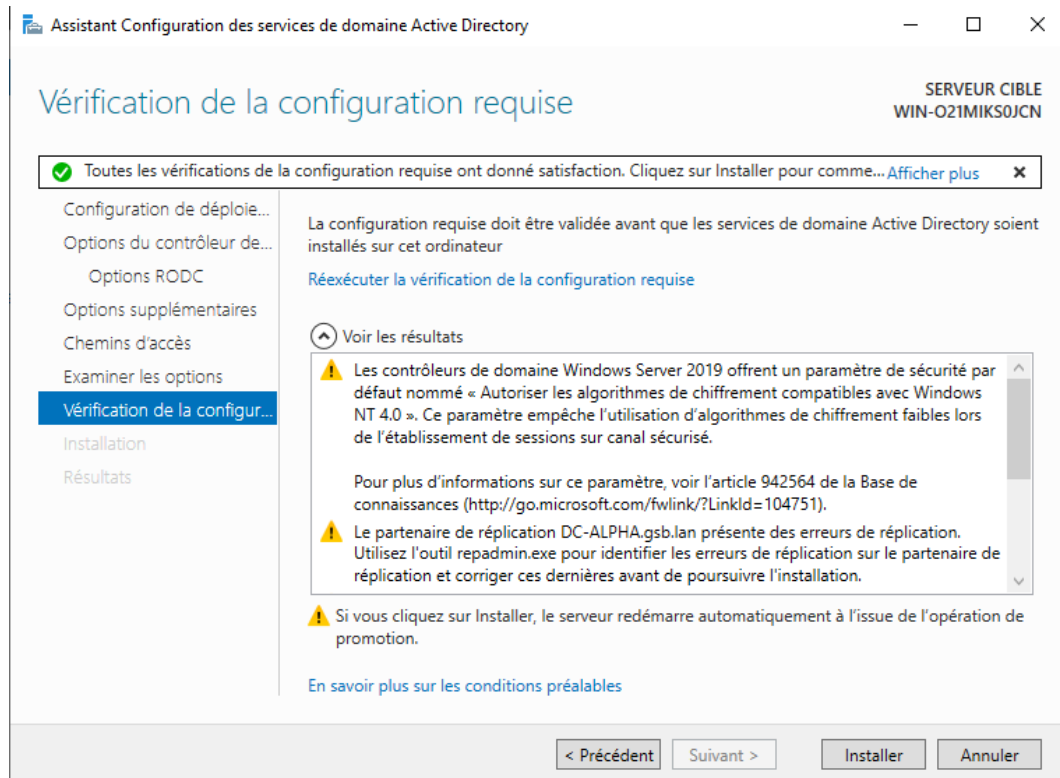 Assistant Configuration des services de domaine Active Directory
Vérification de la configuration requise
SERVEUR CIBLE
WIN-O21MIKS0JCN
Toutes les vérifications de la configuration requise ont donné satisfaction. Cliquez sur Installer pour comme... Afficher plus
Configuration de déploie...
Options du contrôleur de...
Options RODC
Options supplémentaires
Chemins d'accès
Examiner les options
Vérification de la configur...
Installation
Résultats
La configuration requise doit être validée avant que les services de domaine Active Directory soient
installés sur cet ordinateur
Réexécuter la vérification de la configuration requise
Voir les résultats
Les contrôleurs de domaine Windows Server 2019 offrent un paramètre de sécurité par
défaut nommé « Autoriser les algorithmes de chiffrement compatibles avec Windows
NT 4.0 ». Ce paramètre empêche l'utilisation d'algorithmes de chiffrement faibles lors
de l'établissement de sessions sur canal sécurisé.
Pour plus d'informations sur ce paramètre, voir l'article 942564 de la Base de
connaissances (http://go.microsoft.com/fwlink/?LinkId=104751).
Le partenaire de réplication DC-ALPHA.gsb.lan présente des erreurs de réplication.
Utilisez l'outil repadmin.exe pour identifier les erreurs de réplication sur le partenaire de
réplication et corriger ces dernières avant de poursuivre l'installation.
Si vous cliquez sur Installer, le serveur redémarre automatiquement à l'issue de l'opération de
promotion.
En savoir plus sur les conditions préalables
< Précédent
Suivant >
Installer
Annuler